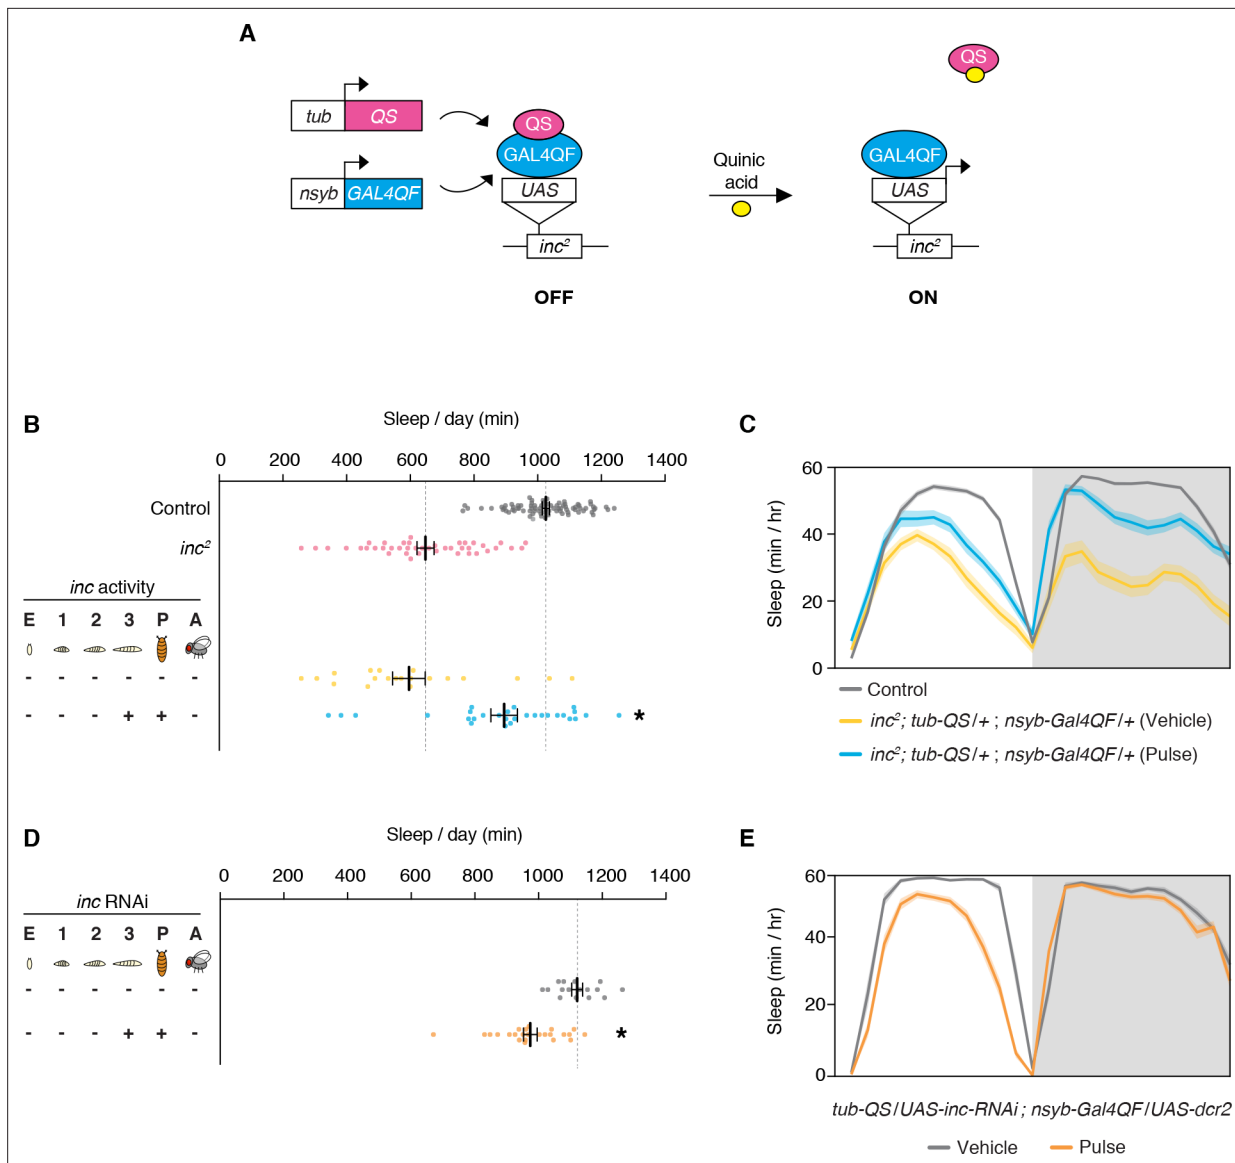 A
tub QS
nsyb GAL4QF
QS
GAL4QF
UAS
inc²
OFF
Quinic
acid
QS
GAL4QF
UAS
inc²
ON
B
Sleep / day (min)
0 200 400 600 800 1000 1200 1400
Control
inc²
inc activity
E 1 2 3 P A
- - - - - -
- - - + + - *
C
Sleep (min / hr)
60
40
20
0
Control
inc²; tub-QS/+ ; nsyb-Gal4QF/+ (Vehicle)
inc²; tub-QS/+ ; nsyb-Gal4QF/+ (Pulse)
D
Sleep / day (min)
0 200 400 600 800 1000 1200 1400
inc RNAi
E 1 2 3 P A
- - - - - -
- - - + + - *
E
Sleep (min / hr)
60
40
20
0
tub-QS/UAS-inc-RNAi ; nsyb-Gal4QF/UAS-dcr2
Vehicle Pulse